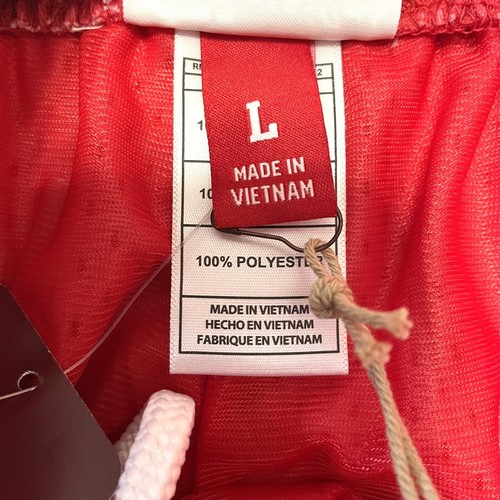 L
MADE IN
VIETNAM
100% POLYESTER
MADE IN VIETNAM
HECHO EN VIETNAM
FABRIQUE EN VIETNAM